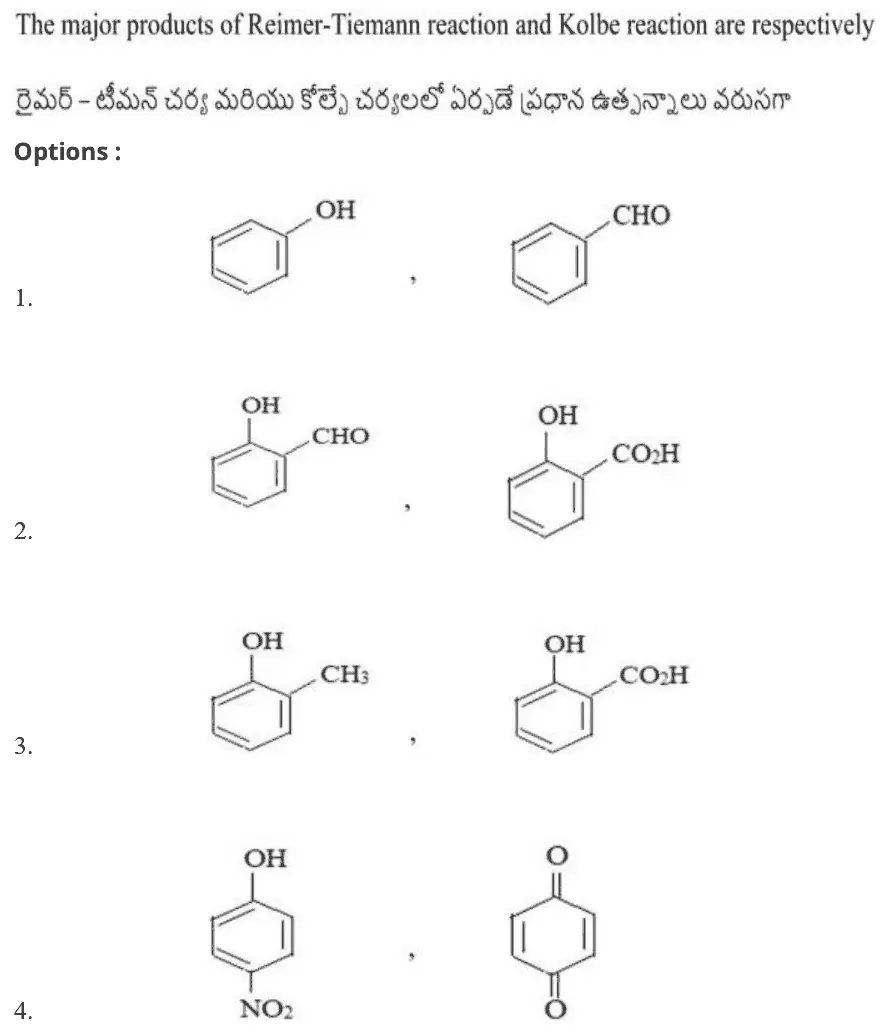 The major products of Reimer-Tiemann reaction and Kolbe reaction are respectively
రైమర్ – టీమన్ చర్య మరియు కోల్బే చర్యలలో ఏర్పడే ప్రధాన ఉత్పన్నాలు వరుసగా
Options :
OH
CHO
,
1.
OH
CHO
OH
CO₂H
,
2.
OH
CH₃
OH
CO₂H
,
3.
OH
O
,
NO₂
O
4.